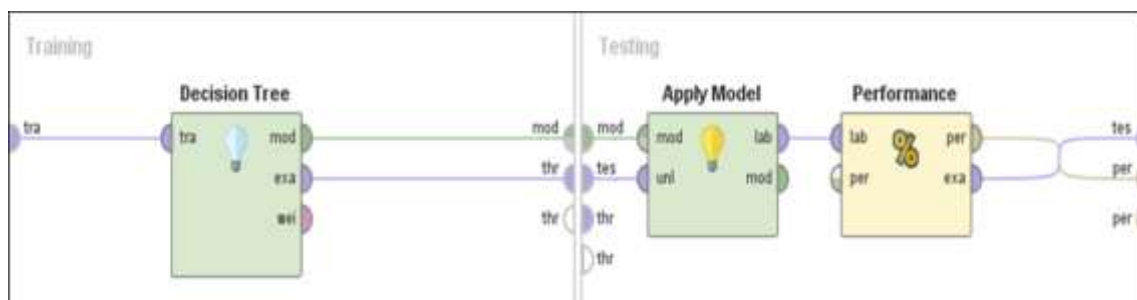 Training
Testing
Decision Tree
Apply Model
Performance
tra
tra
mod
mod
mod
mod
lab
lab
per
tes
exa
thr
tes
unl
mod
per
exa
per
wei
thr
thr
per
thr